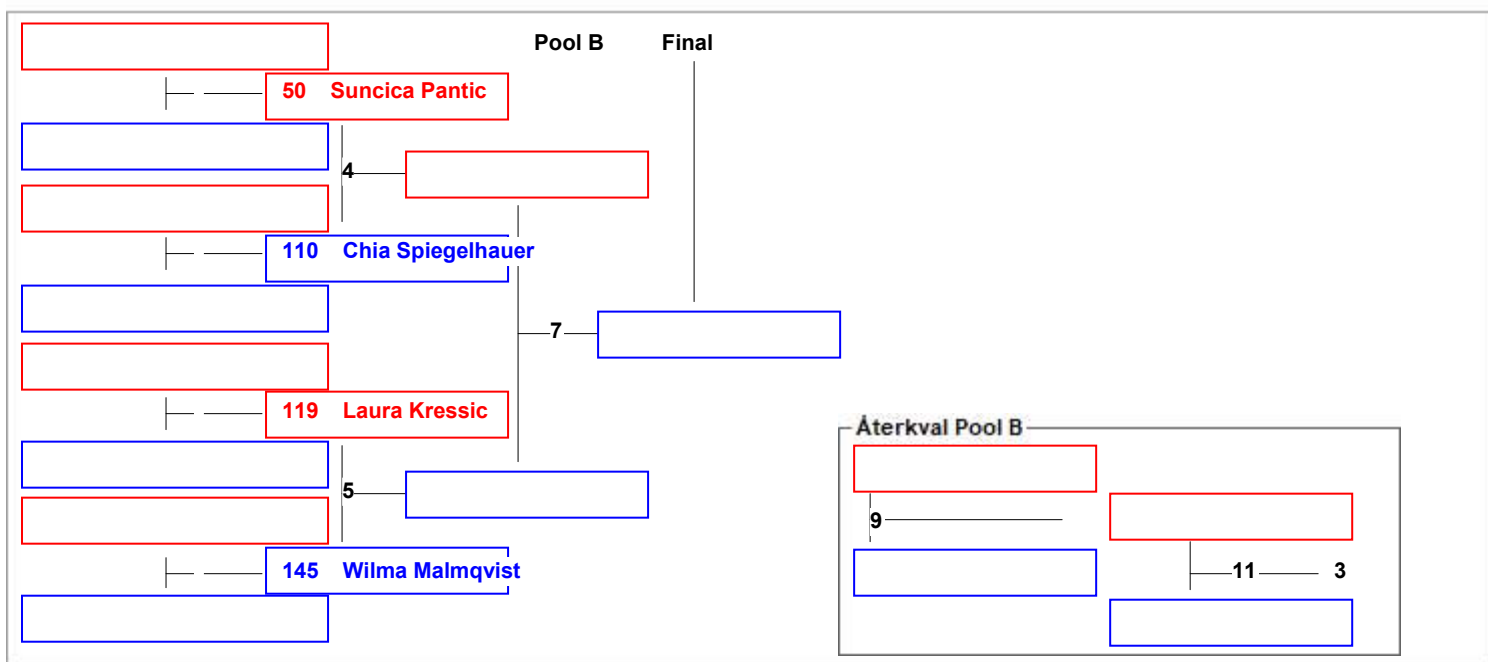 Pool B Final
50 Suncica Pantic
4
110 Chia Spiegelhauer
7
119 Laura Kressic
5
145 Wilma Malmqvist
Återkval Pool B
9
11 3